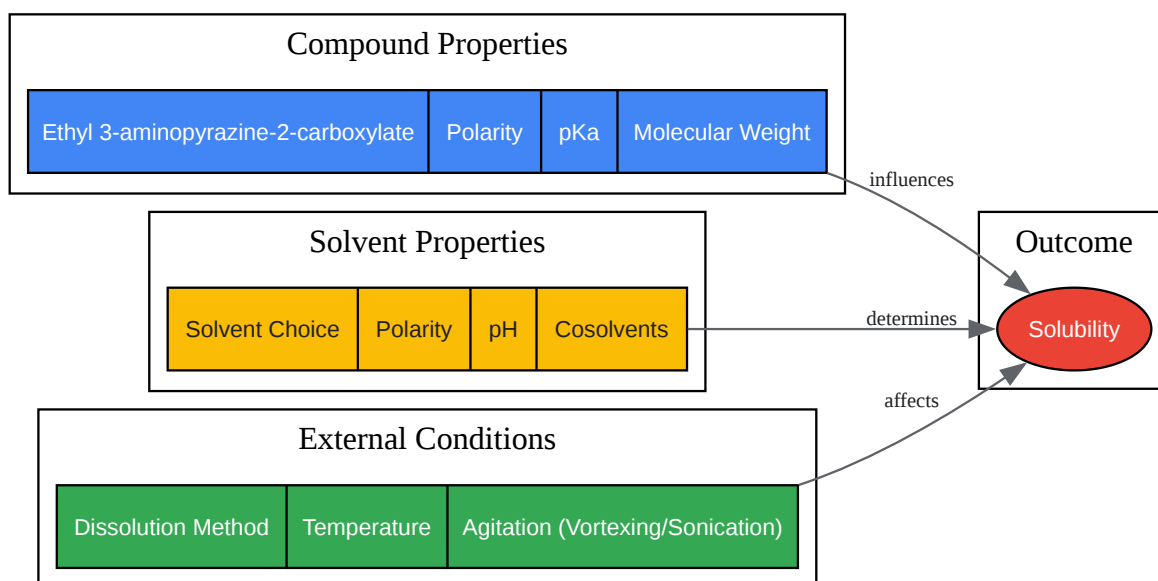 Compound Properties
Ethyl 3-aminopyrazine-2-carboxylate Polarity pKa Molecular Weight
influences
Solvent Properties
Solvent Choice Polarity pH Cosolvents
determines
Outcome
Solubility
External Conditions
Dissolution Method Temperature Agitation (Vortexing/Sonication)
affects